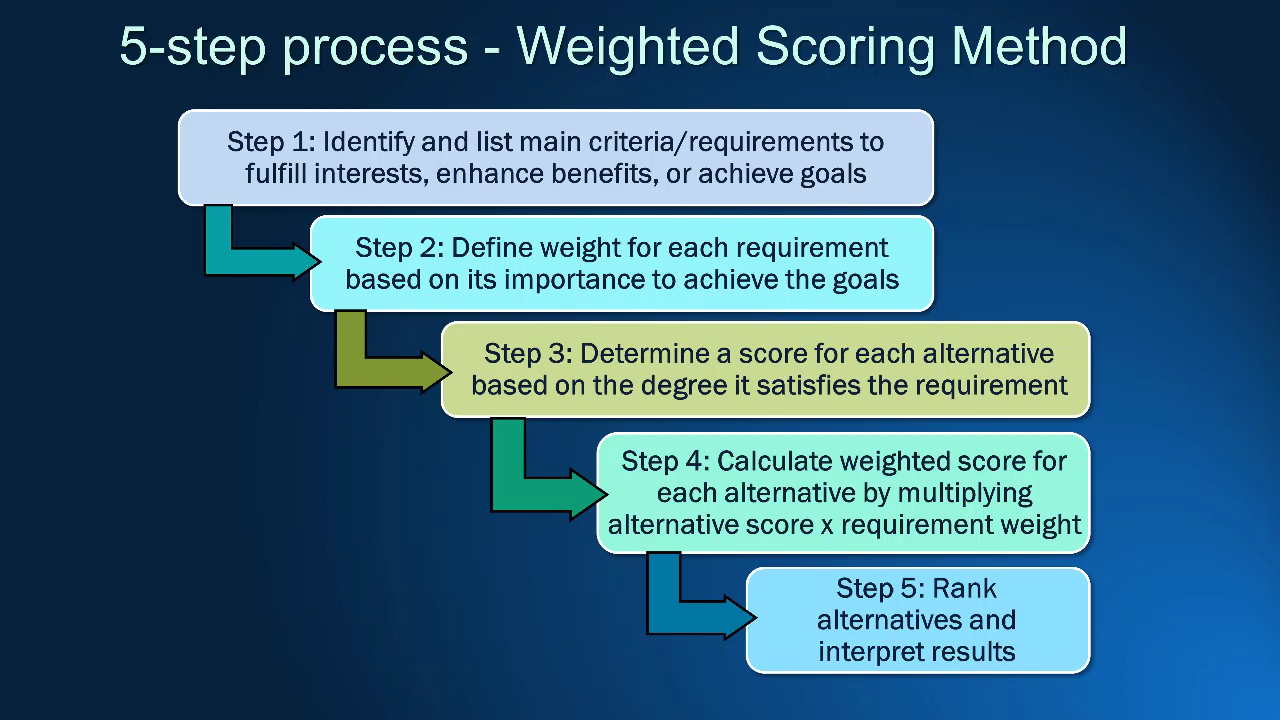 5-step process - Weighted Scoring Method
Step 1: Identify and list main criteria/requirements to
fulfill interests, enhance benefits, or achieve goals
Step 2: Define weight for each requirement
based on its importance to achieve the goals
Step 3: Determine a score for each alternative
based on the degree it satisfies the requirement
Step 4: Calculate weighted score for
each alternative by multiplying
alternative score x requirement weight
Step 5: Rank
alternatives and
interpret results